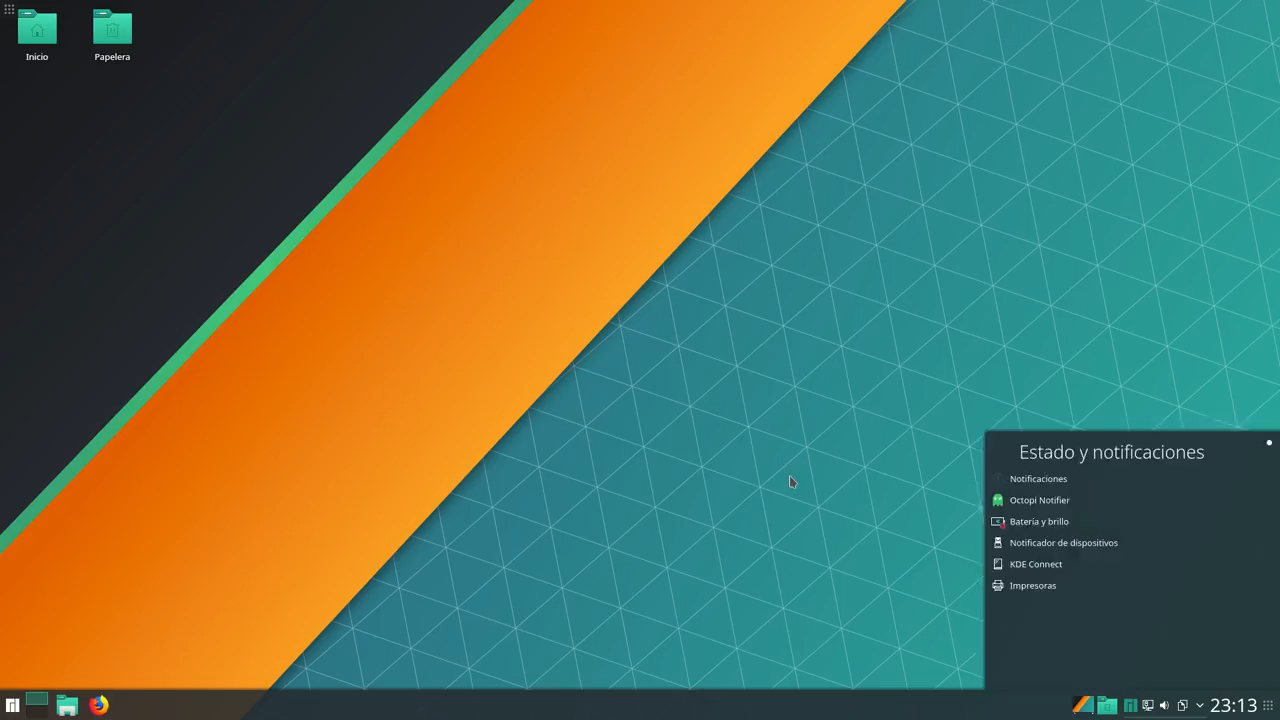 Inicio
Papelera
Estado y notificaciones
Notificaciones
Octopi Notifier
Batería y brillo
Notificador de dispositivos
KDE Connect
Impresoras
23:13